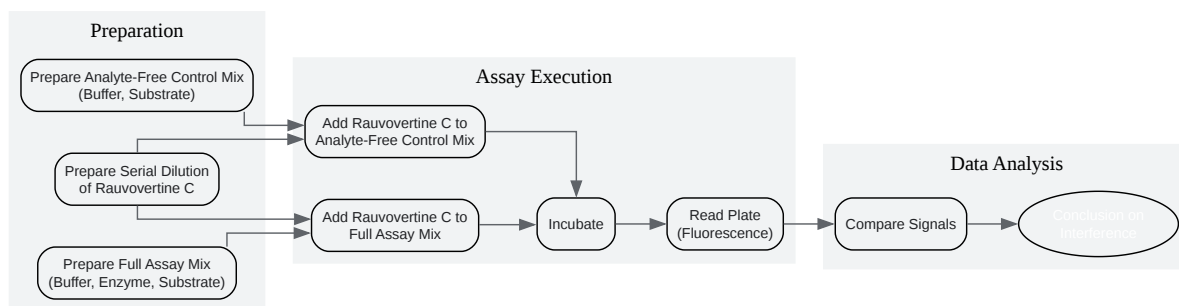 Preparation
Prepare Analyte-Free Control Mix
(Buffer, Substrate)
Prepare Serial Dilution
of Rauvovertine C
Prepare Full Assay Mix
(Buffer, Enzyme, Substrate)
Assay Execution
Add Rauvovertine C to
Analyte-Free Control Mix
Add Rauvovertine C to
Full Assay Mix
Incubate
Read Plate
(Fluorescence)
Data Analysis
Compare Signals
Conclusion on
Interference